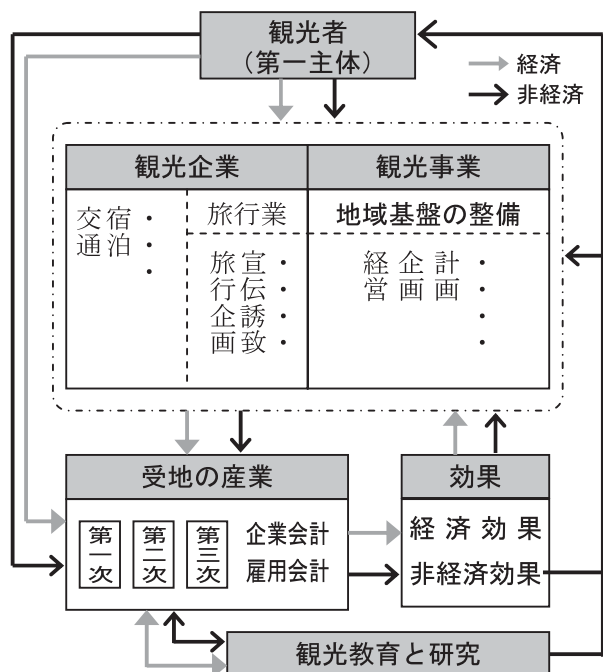 観光者
(第一主体)
経済
非経済
観光企業
観光事業
交通
宿泊
・・・
旅行業
旅行企画
宣伝誘致
・・・・
地域基盤の整備
経営
企画
計画
・・・・
受地の産業
第一次
第二次
第三次
企業会計
雇用会計
効果
経済効果
非経済効果
観光教育と研究